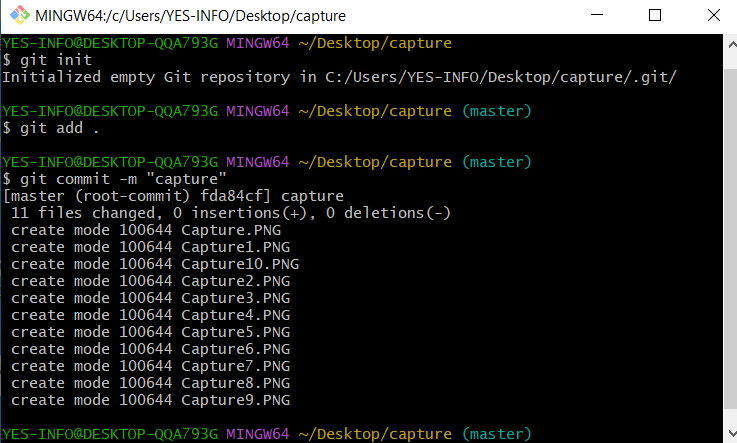 MINGW64:/c/Users/YES-INFO/Desktop/capture
YES-INFO@DESKTOP-QQA793G MINGW64 ~/Desktop/capture
$ git init
Initialized empty Git repository in C:/Users/YES-INFO/Desktop/capture/.git/
YES-INFO@DESKTOP-QQA793G MINGW64 ~/Desktop/capture (master)
$ git add .
YES-INFO@DESKTOP-QQA793G MINGW64 ~/Desktop/capture (master)
$ git commit -m "capture"
[master (root-commit) fda84cf] capture
 11 files changed, 0 insertions(+), 0 deletions(-)
 create mode 100644 Capture.PNG
 create mode 100644 Capture1.PNG
 create mode 100644 Capture10.PNG
 create mode 100644 Capture2.PNG
 create mode 100644 Capture3.PNG
 create mode 100644 Capture4.PNG
 create mode 100644 Capture5.PNG
 create mode 100644 Capture6.PNG
 create mode 100644 Capture7.PNG
 create mode 100644 Capture8.PNG
 create mode 100644 Capture9.PNG
YES-INFO@DESKTOP-QQA793G MINGW64 ~/Desktop/capture (master)